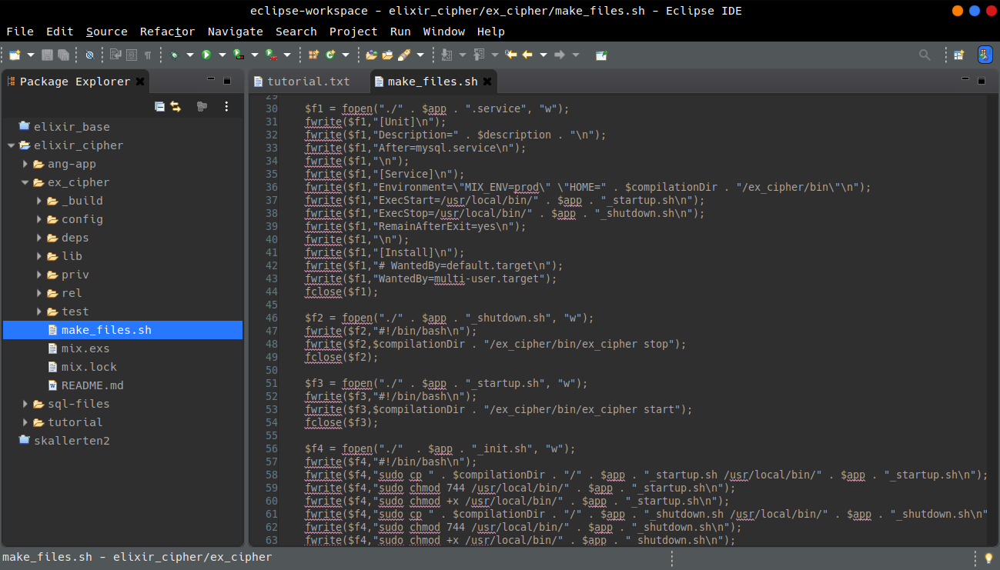 eclipse-workspace - elixir_cipher/ex_cipher/make_files.sh - Eclipse IDE
File Edit Source Refactor Navigate Search Project Run Window Help
Package Explorer
elixir_base
elixir_cipher
ang-app
ex_cipher
_build
config
deps
lib
priv
rel
test
make_files.sh
mix.exs
mix.lock
README.md
sql-files
tutorial
skallerten2
tutorial.txt make_files.sh
29
30 $f1 = fopen("./" . $app . ".service", "w");
31 fwrite($f1,"[Unit]\n");
32 fwrite($f1,"Description=" . $description . "\n");
33 fwrite($f1,"After=mysql.service\n");
34 fwrite($f1,"\n");
35 fwrite($f1,"[Service]\n");
36 fwrite($f1,"Environment=\"MIX_ENV=prod\" \"HOME=" . $compilationDir . "/ex_cipher/bin\"\n");
37 fwrite($f1,"ExecStart=/usr/local/bin/" . $app . "_startup.sh\n");
38 fwrite($f1,"ExecStop=/usr/local/bin/" . $app . "_shutdown.sh\n");
39 fwrite($f1,"RemainAfterExit=yes\n");
40 fwrite($f1,"\n");
41 fwrite($f1,"[Install]\n");
42 fwrite($f1,"# WantedBy=default.target\n");
43 fwrite($f1,"WantedBy=multi-user.target");
44 fclose($f1);
45
46 $f2 = fopen("./" . $app . "_shutdown.sh", "w");
47 fwrite($f2,"#!/bin/bash\n");
48 fwrite($f2,$compilationDir . "/ex_cipher/bin/ex_cipher stop");
49 fclose($f2);
50
51 $f3 = fopen("./" . $app . "_startup.sh", "w");
52 fwrite($f3,"#!/bin/bash\n");
53 fwrite($f3,$compilationDir . "/ex_cipher/bin/ex_cipher start");
54 fclose($f3);
55
56 $f4 = fopen("./"  . $app . "_init.sh", "w");
57 fwrite($f4,"#!/bin/bash\n");
58 fwrite($f4,"sudo cp " . $compilationDir . "/" . $app . "_startup.sh /usr/local/bin/" . $app . "_startup.sh\n");
59 fwrite($f4,"sudo chmod 744 /usr/local/bin/" . $app . "_startup.sh\n");
60 fwrite($f4,"sudo chmod +x /usr/local/bin/" . $app . "_startup.sh\n");
61 fwrite($f4,"sudo cp " . $compilationDir . "/" . $app . "_shutdown.sh /usr/local/bin/" . $app . "_shutdown.sh\n"
62 fwrite($f4,"sudo chmod 744 /usr/local/bin/" . $app . "_shutdown.sh\n");
63 fwrite($f4,"sudo chmod +x /usr/local/bin/" . $app . "_shutdown.sh\n");
make_files.sh - elixir_cipher/ex_cipher